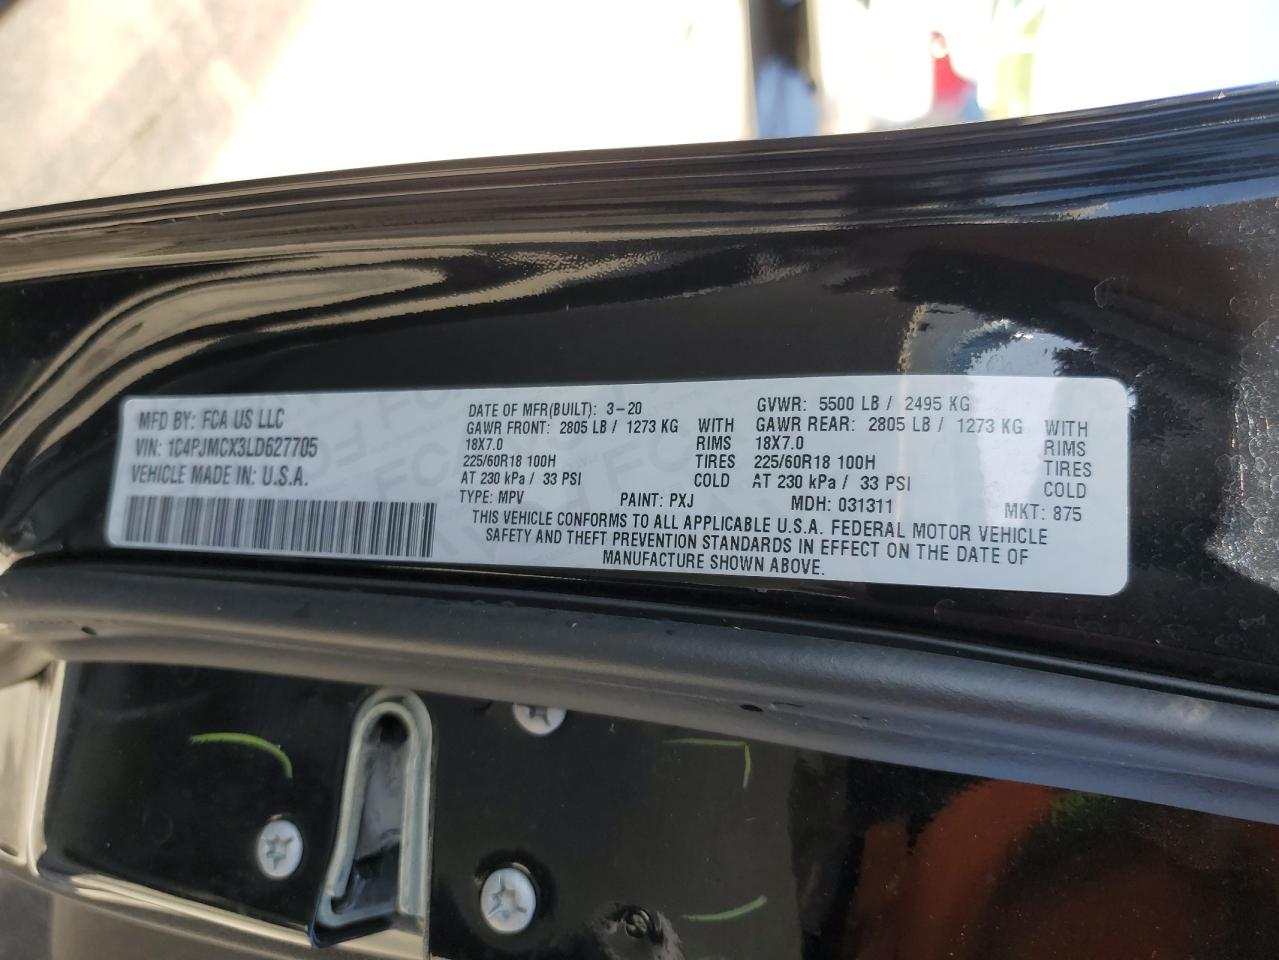 MFD BY: FCA US LLC
VIN: 1C4PJMCX3LD627705
VEHICLE MADE IN: U.S.A.
DATE OF MFR(BUILT): 3-20 GVWR: 5500 LB / 2495 KG
GAWR FRONT: 2805 LB / 1273 KG WITH GAWR REAR: 2805 LB / 1273 KG WITH
18X7.0 RIMS 18X7.0 RIMS
225/60R18 100H TIRES 225/60R18 100H TIRES
AT 230 kPa / 33 PSI COLD AT 230 kPa / 33 PSI COLD
TYPE: MPV PAINT: PXJ MDH: 031311 MKT: 875
THIS VEHICLE CONFORMS TO ALL APPLICABLE U.S.A. FEDERAL MOTOR VEHICLE
SAFETY AND THEFT PREVENTION STANDARDS IN EFFECT ON THE DATE OF
MANUFACTURE SHOWN ABOVE.